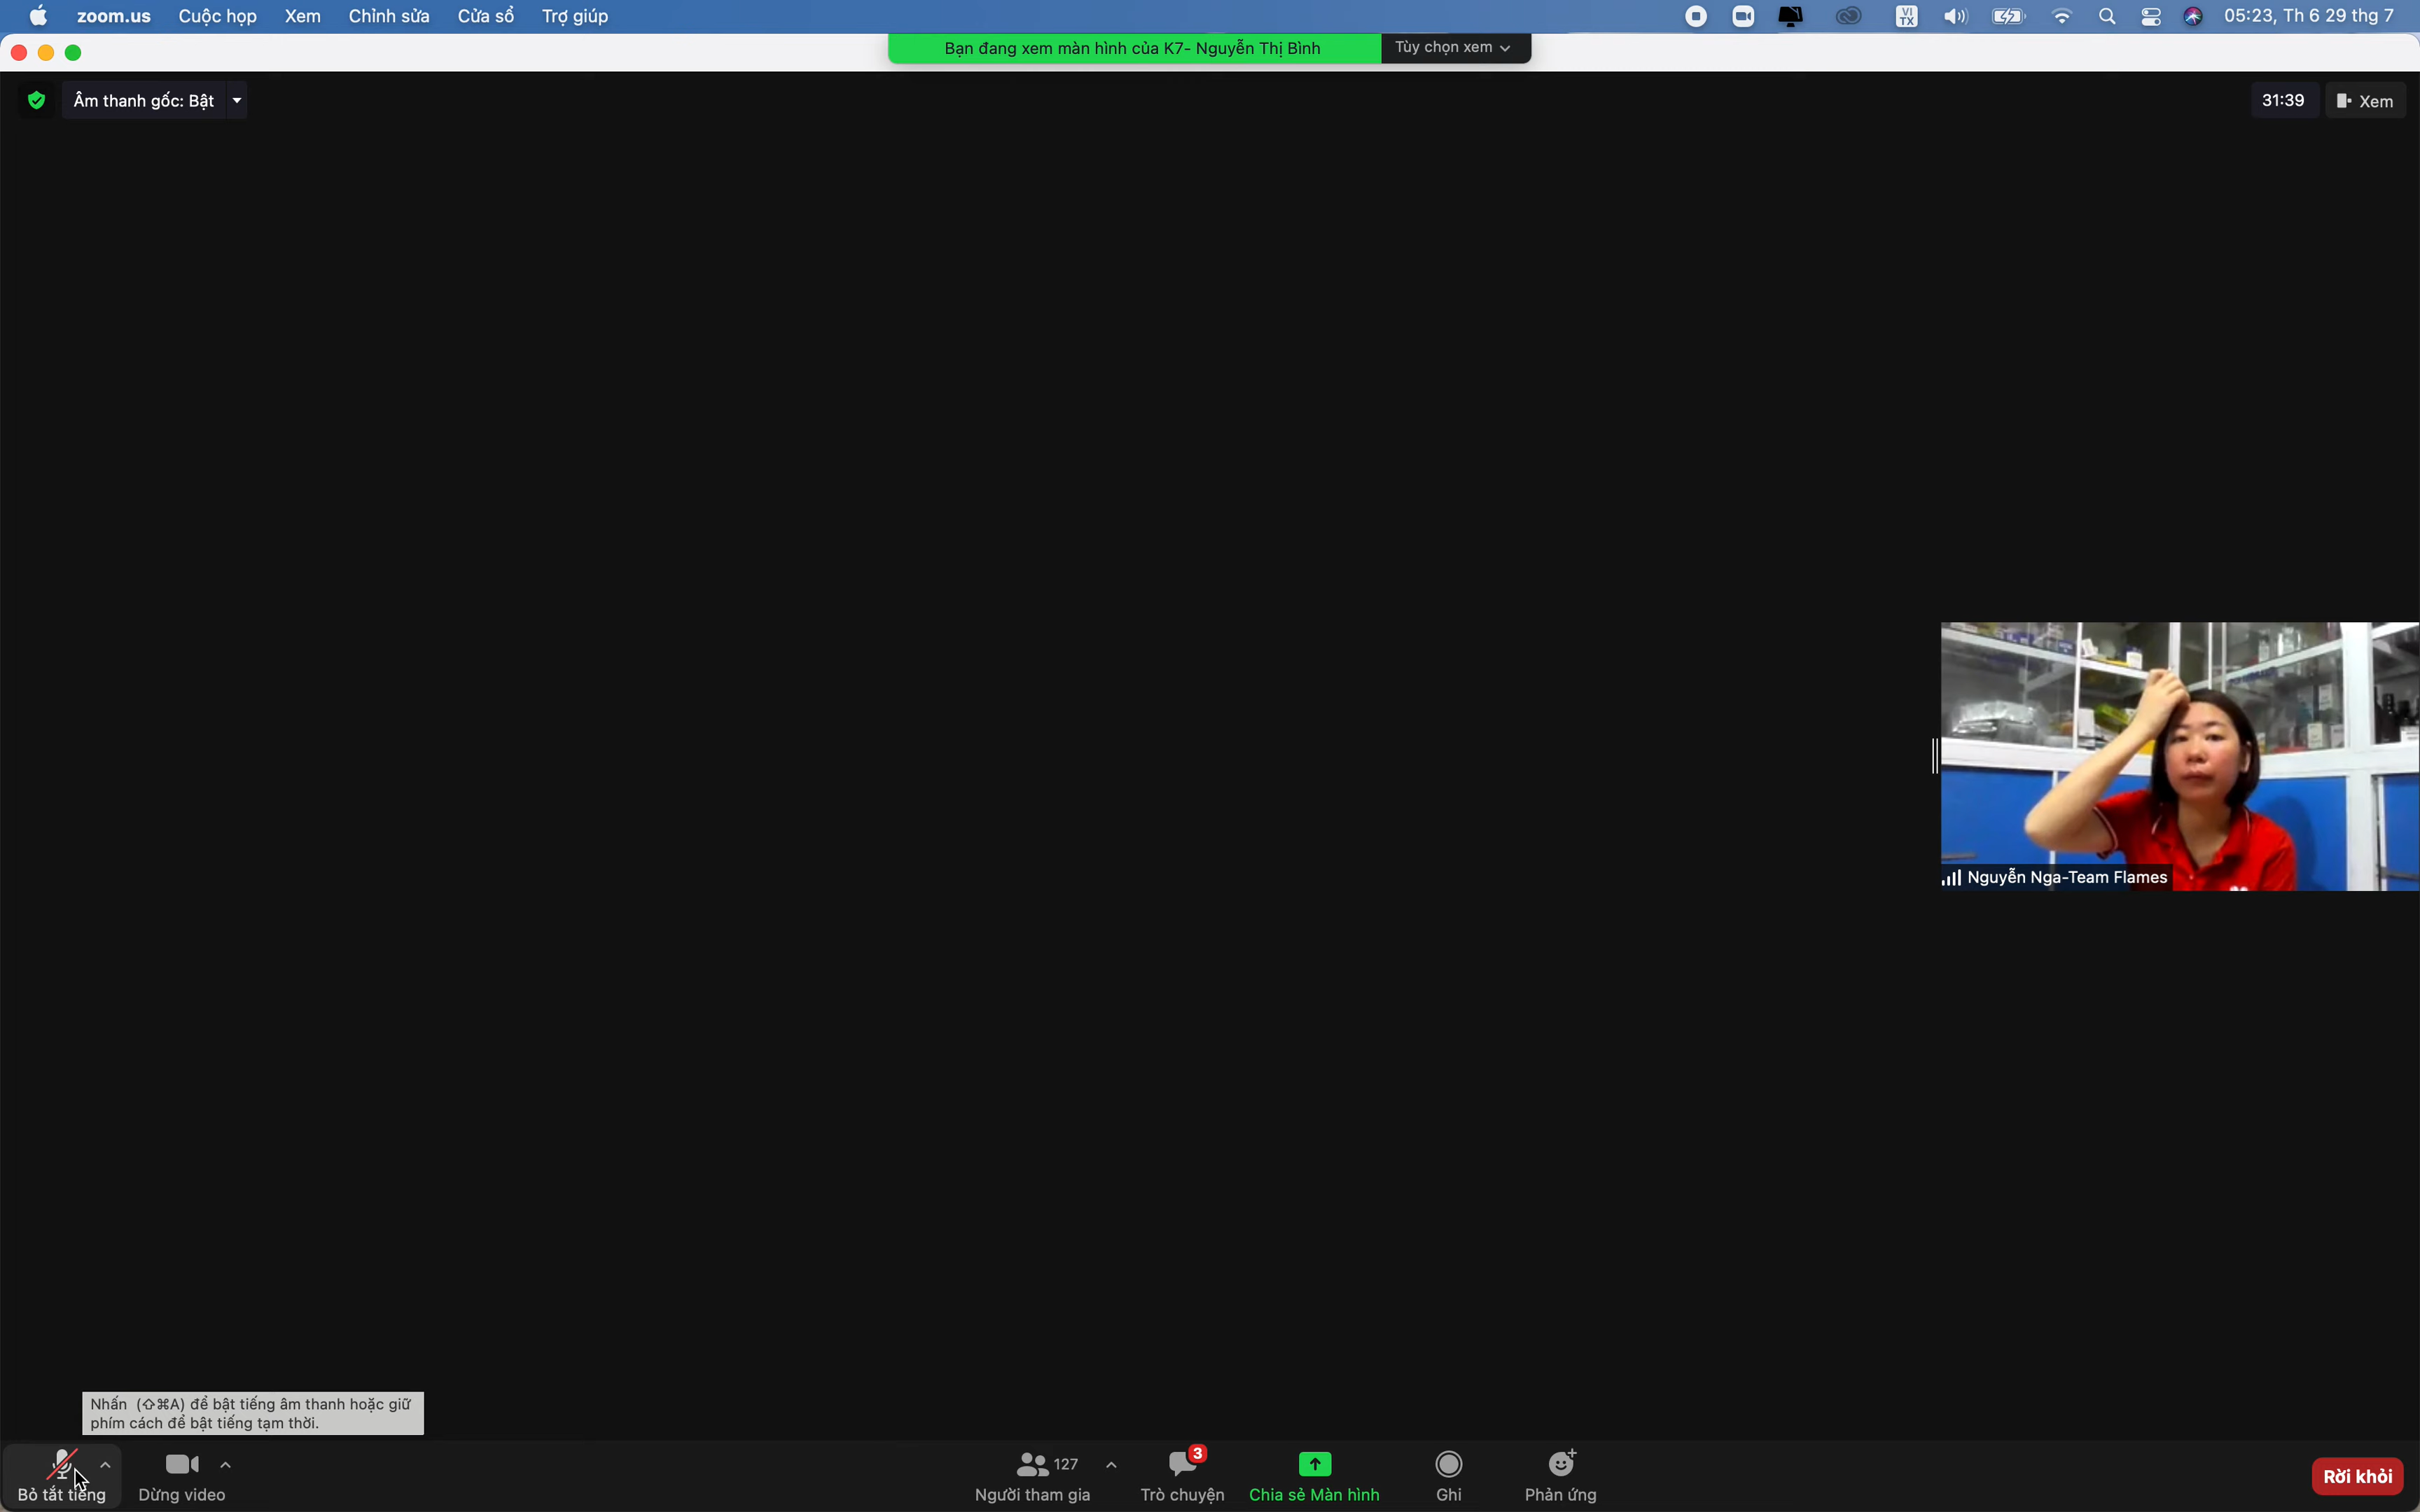 zoom.us Cuộc họp Xem Chỉnh sửa Cửa sổ Trợ giúp VI TX 05:23, Th 6 29 thg 7
Bạn đang xem màn hình của K7- Nguyễn Thị Bình Tùy chọn xem
Âm thanh gốc: Bật 31:39 Xem
Nguyễn Nga-Team Flames
Nhấn (⇧⌘A) để bật tiếng âm thanh hoặc giữ
phím cách để bật tiếng tạm thời.
127 3
Bỏ tắt tiếng Dừng video Người tham gia Trò chuyện Chia sẻ Màn hình Ghi Phản ứng Rời khỏi